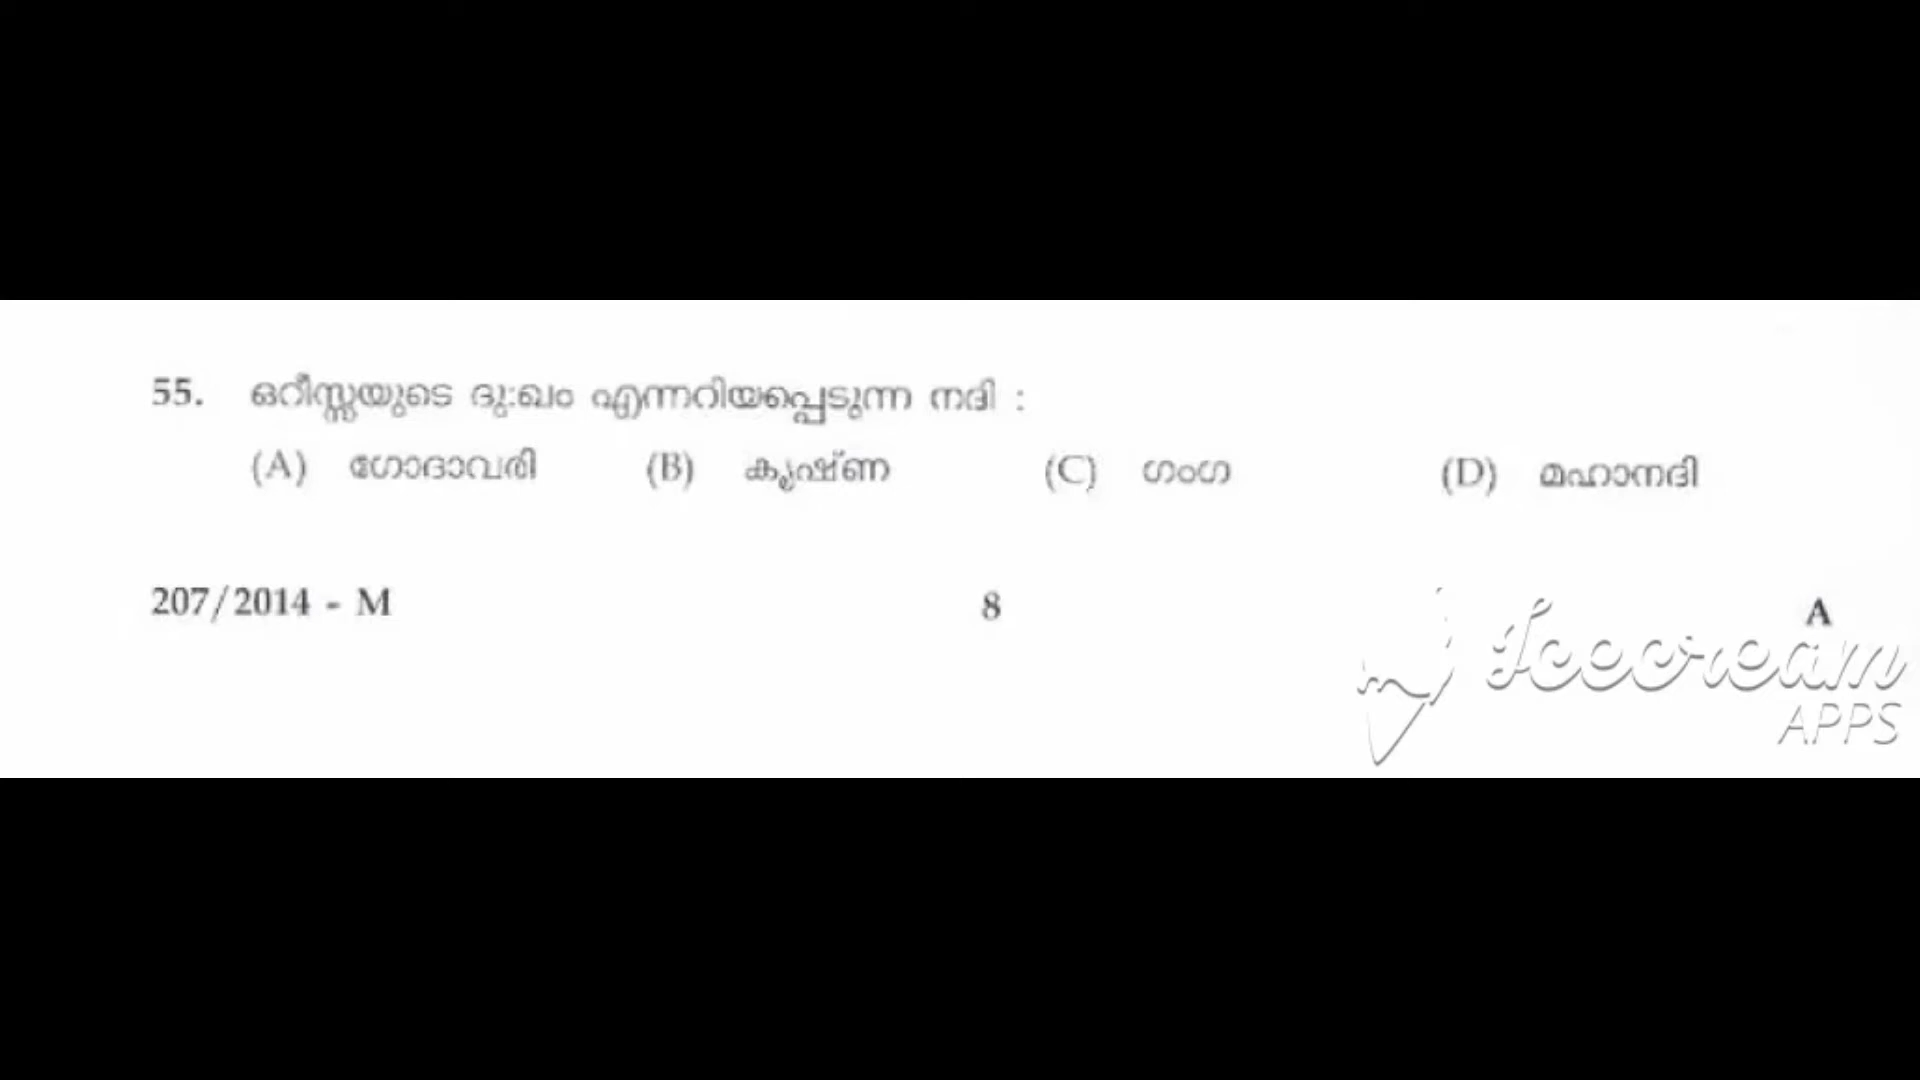 55. ഒറീസ്സയുടെ ദു:ഖം എന്നറിയപ്പെടുന്ന നദി :
(A) ഗോദാവരി (B) കൃഷ്ണ (C) ഗംഗ (D) മഹാനദി
207/2014 - M 8 A
Icecream
APPS